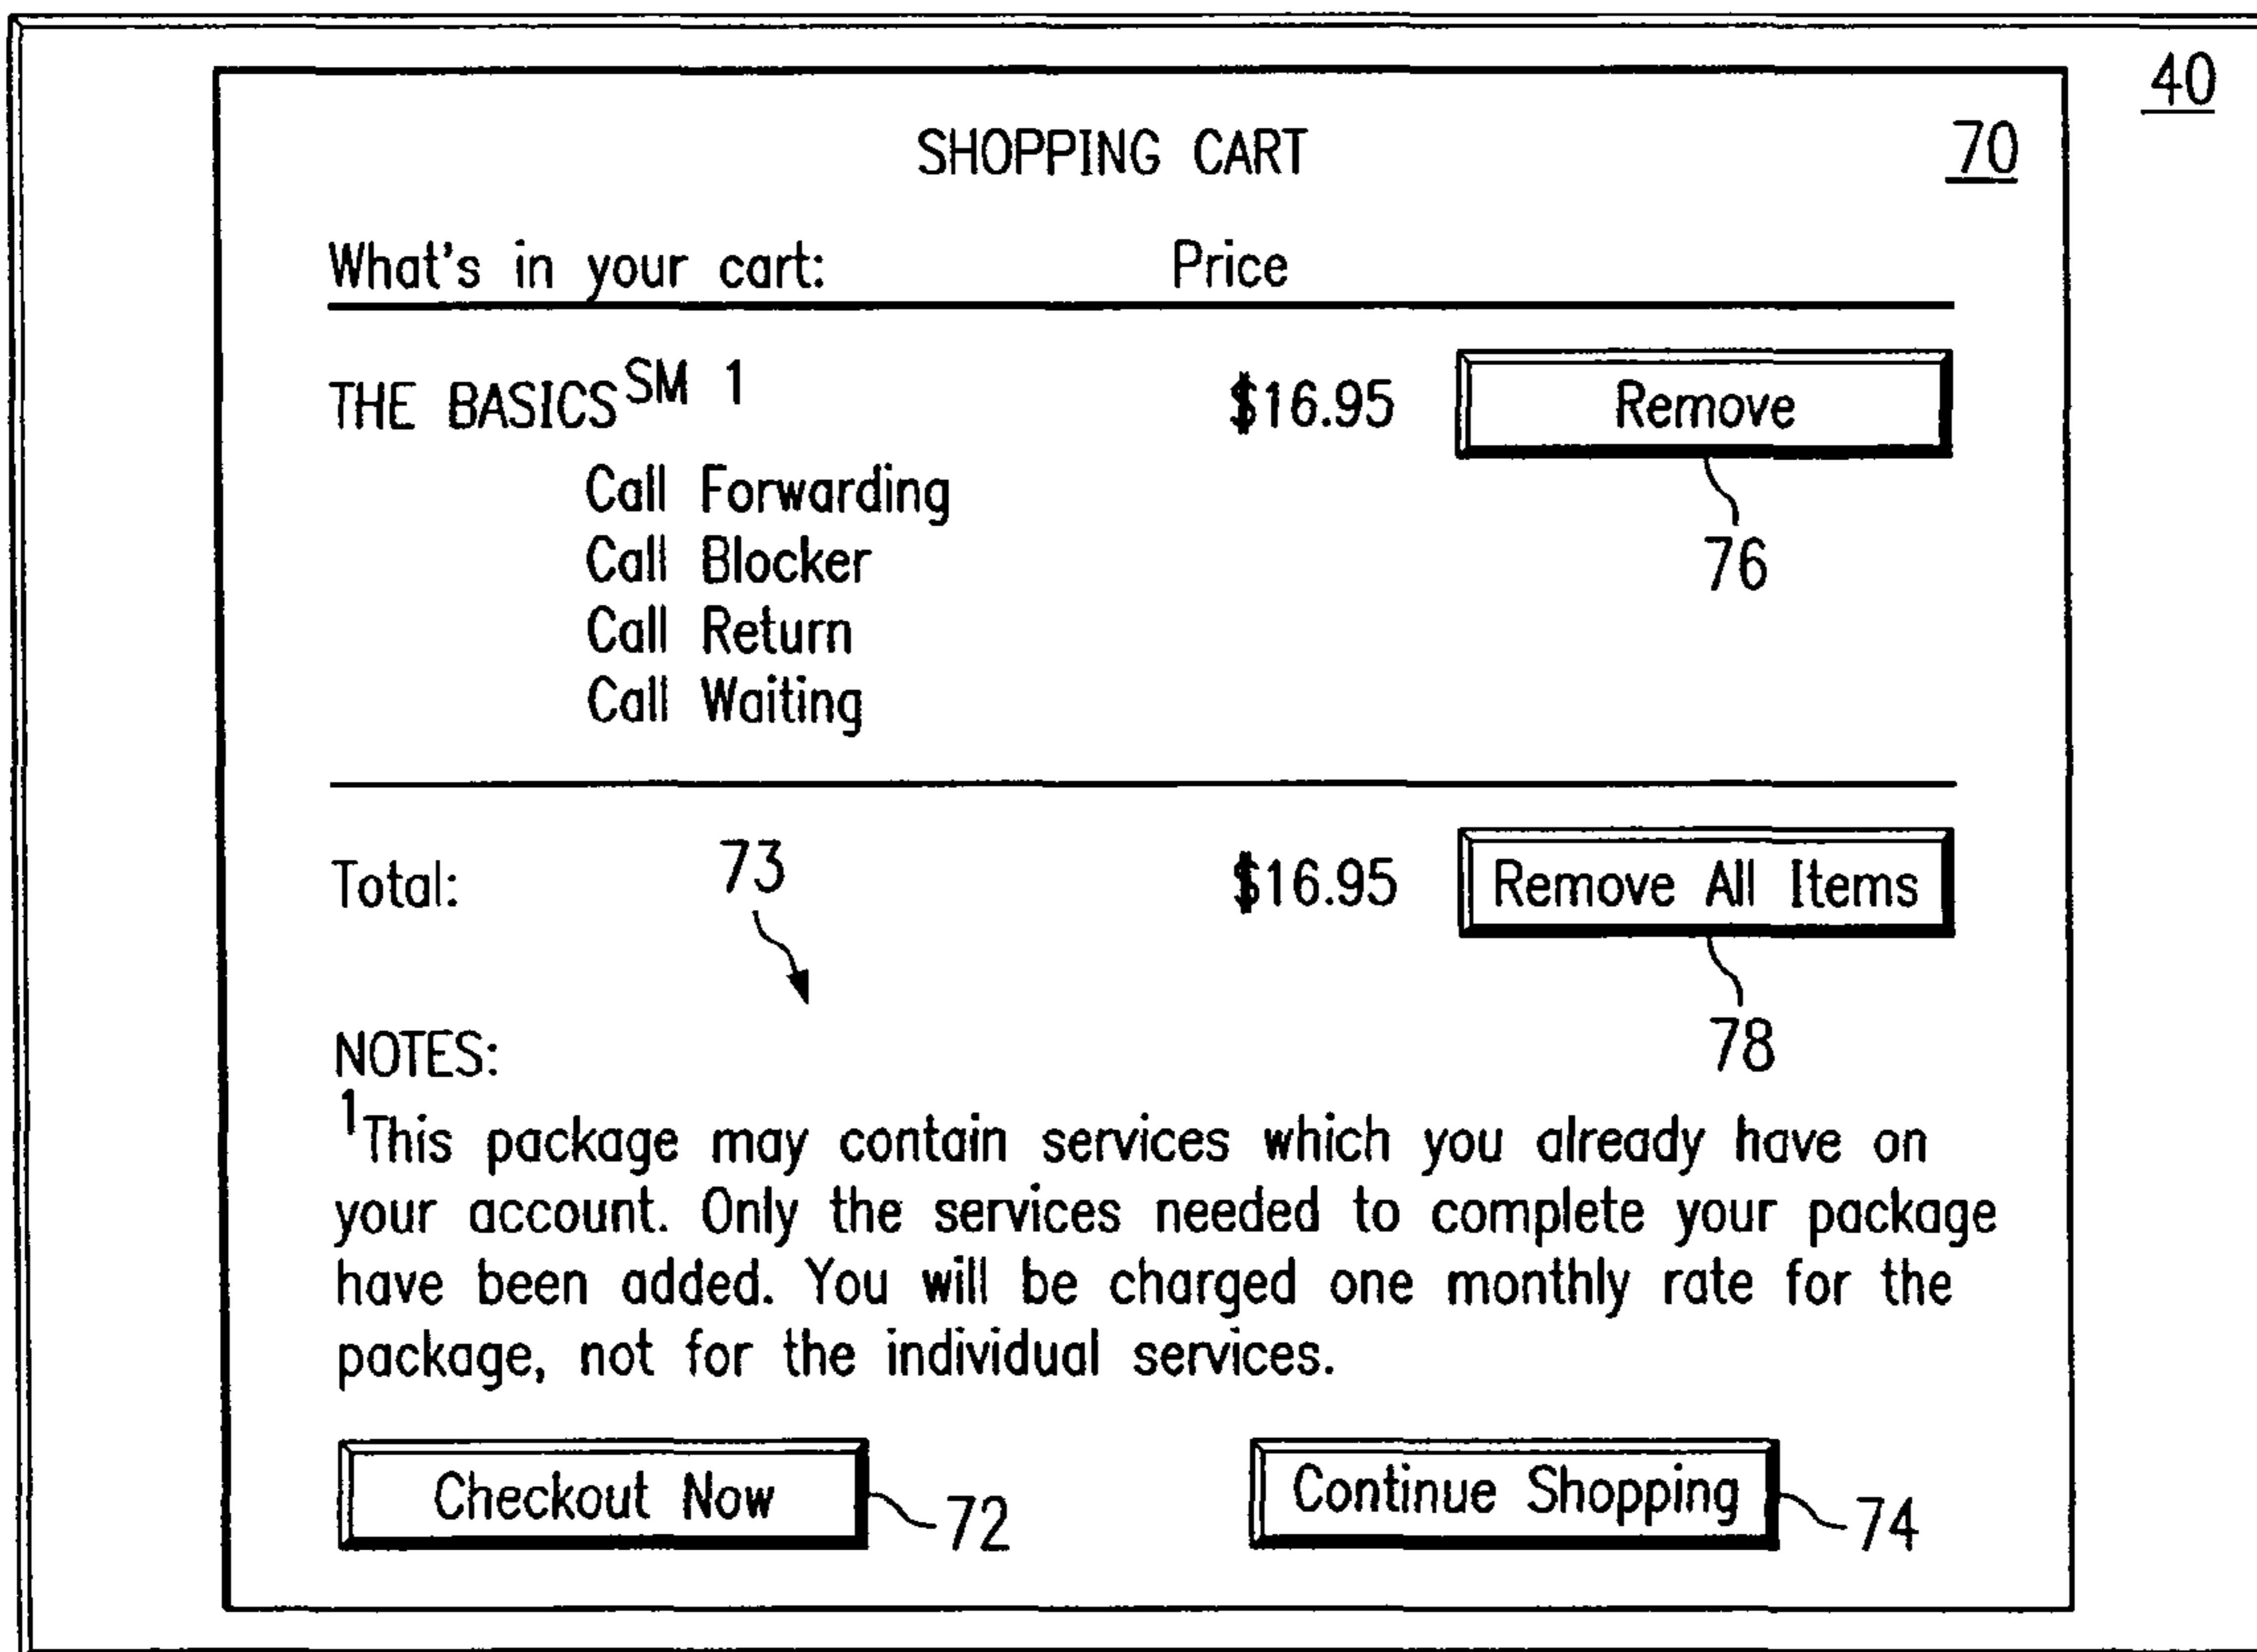 40
SHOPPING CART 70
What's in your cart: Price
THE BASICS SM 1 $16.95 Remove
Call Forwarding
76
Call Blocker
Call Return
Call Waiting
Total: 73 $16.95 Remove All Items
78
NOTES:
1This package may contain services which you already have on
your account. Only the services needed to complete your package
have been added. You will be charged one monthly rate for the
package, not for the individual services.
Checkout Now 72 Continue Shopping 74